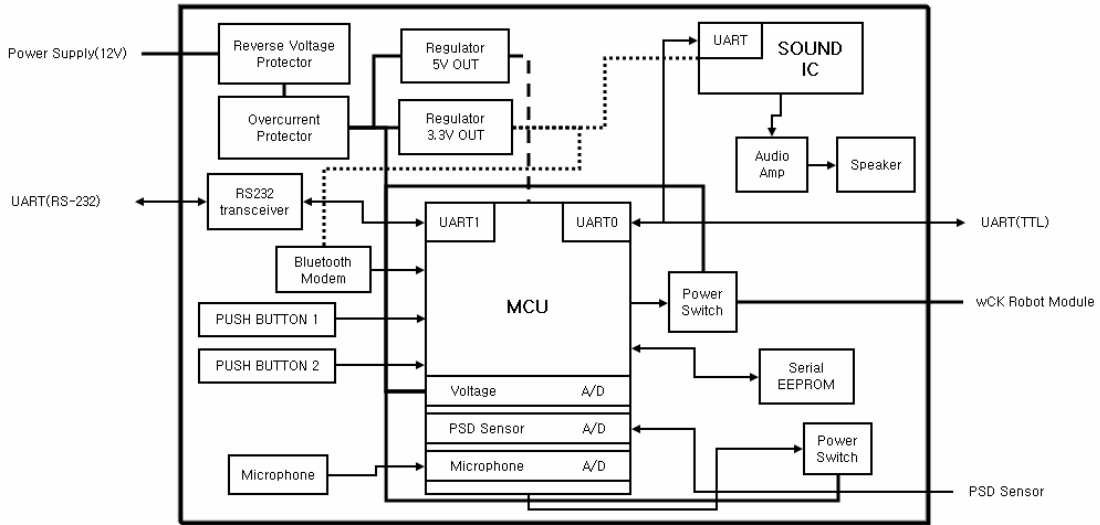 Power Supply(12V)
Reverse Voltage
Protector
Regulator
5V OUT
UART
SOUND
IC
Overcurrent
Protector
Regulator
3.3V OUT
Audio
Amp
Speaker
UART(RS-232)
RS232
transceiver
UART1
UART0
UART(TTL)
Bluetooth
Modem
MCU
Power
Switch
wCK Robot Module
PUSH BUTTON 1
PUSH BUTTON 2
Serial
EEPROM
Voltage A/D
PSD Sensor A/D
Power
Switch
Microphone
Microphone A/D
PSD Sensor